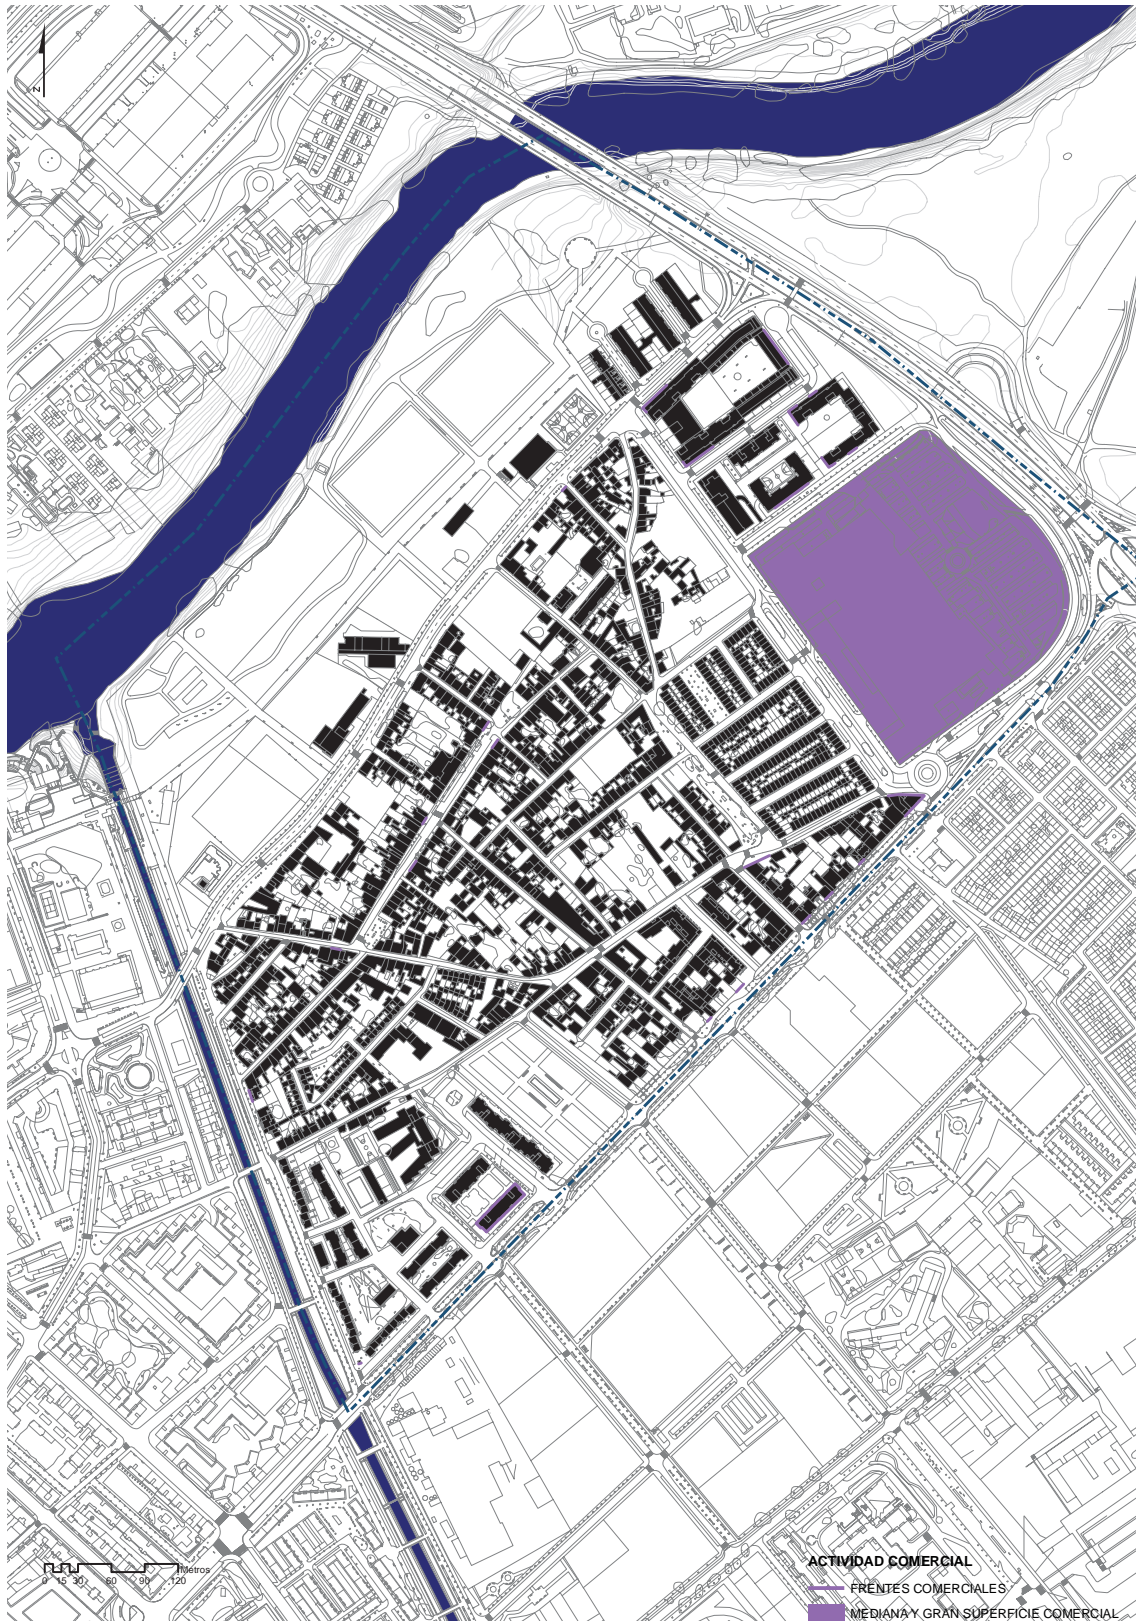 N
Metros
0 15 30 60 90 120
ACTIVIDAD COMERCIAL
FRENTES COMERCIALES
MEDIANA Y GRAN SUPERFICIE COMERCIAL